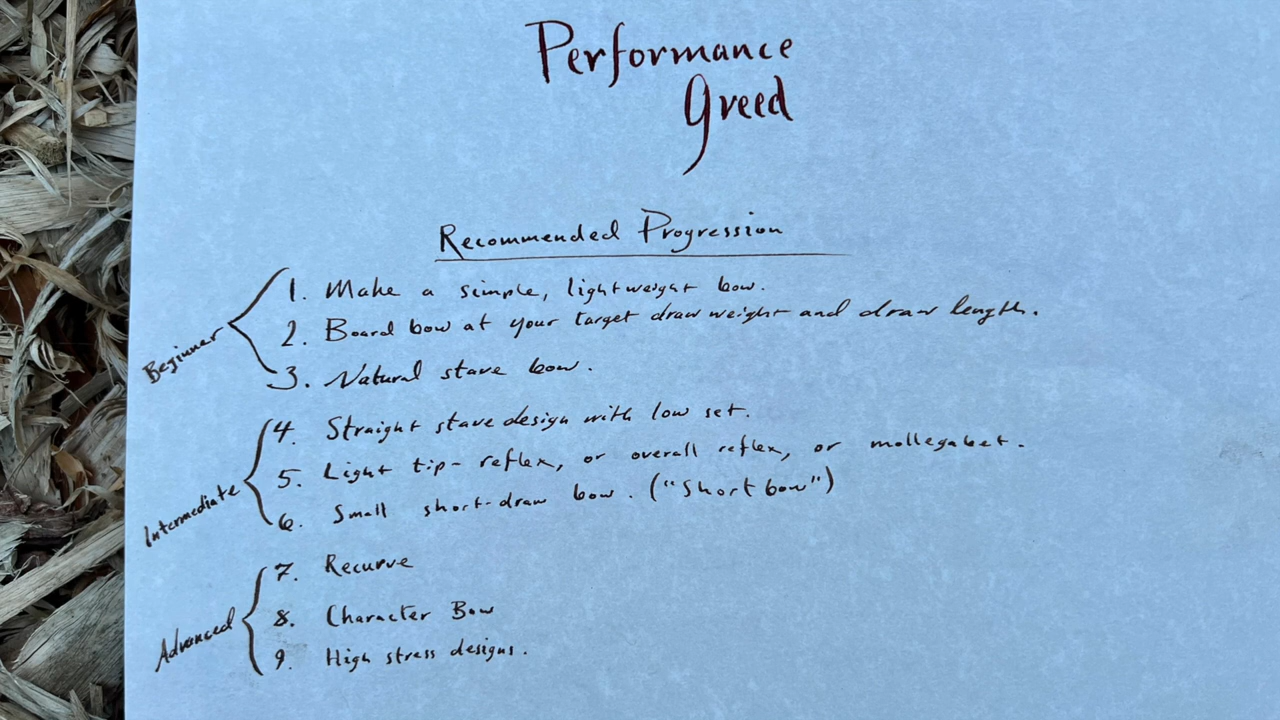 Performance
Greed
Recommended Progression
Beginner
1. Make a simple, lightweight bow.
2. Board bow at your target draw weight and draw length.
3. Natural stave bow.
Intermediate
4. Straight stave design with low set.
5. Light tip-reflex, or overall reflex, or mollegabet.
6. Small short-draw bow. ("Short bow")
Advanced
7. Recurve
8. Character Bow
9. High stress designs.